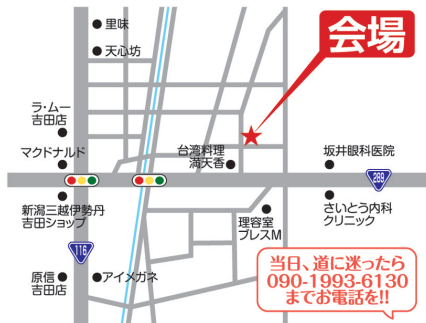 里味
天心坊
会場
ラ・ムー
吉田店
マクドナルド
台湾料理
満天香
坂井眼科医院
289
新潟三越伊勢丹
吉田ショップ
理容室
プレスM
さいとう内科
クリニック
116
原信
吉田店
アイメガネ
当日、道に迷ったら
090-1993-6130
までお電話を!!